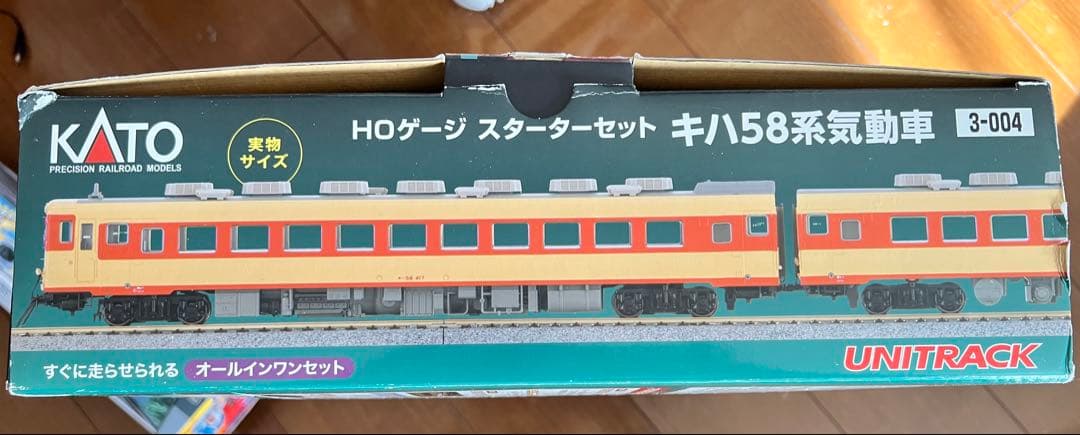 KATO
PRECISION RAILROAD MODELS
実物
サイズ
HOゲージ スターターセット キハ58系気動車 3-004
すぐに走らせられる オールインワンセット
UNITRACK